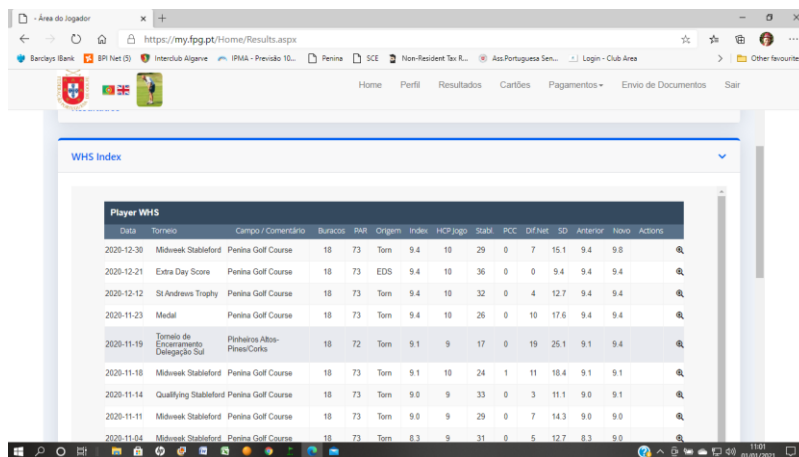 - Área do Jogador
https://my.fpg.pt/Home/Results.aspx
Barclays IBank BPI Net (5) Interclub Algarve IPMA - Previsão 10... Penina SCE Non-Resident Tax R... Ass.Portuguesa Sen... Login - Club Area Other favourites
Home Perfil Resultados Cartões Pagamentos Envio de Documentos Sair
WHS Index
Player WHS
Data Torneio Campo / Comentário Buracos PAR Origem Index HCP Jogo Stabl. PCC Dif.Net SD Anterior Novo Actions
2020-12-30 Midweek Stableford Penina Golf Course 18 73 Torn 9.4 10 29 0 7 15.1 9.4 9.8
2020-12-21 Extra Day Score Penina Golf Course 18 73 EDS 9.4 10 36 0 0 9.4 9.4 9.4
2020-12-12 St Andrews Trophy Penina Golf Course 18 73 Torn 9.4 10 32 0 4 12.7 9.4 9.4
2020-11-23 Medal Penina Golf Course 18 73 Torn 9.4 10 26 0 10 17.6 9.4 9.4
2020-11-19 Torneio de Encerramento Delegação Sul Pinheiros Altos-Pines/Corks 18 72 Torn 9.1 9 17 0 19 25.1 9.1 9.4
2020-11-18 Midweek Stableford Penina Golf Course 18 73 Torn 9.1 10 24 1 11 18.4 9.1 9.1
2020-11-14 Qualifying Stableford Penina Golf Course 18 73 Torn 9.0 9 33 0 3 11.1 9.0 9.1
2020-11-11 Midweek Stableford Penina Golf Course 18 73 Torn 9.0 9 29 0 7 14.3 9.0 9.0
2020-11-04 Midweek Stableford Penina Golf Course 18 73 Torn 8.3 9 31 0 5 12.7 8.3 9.0
11:01
01/01/2021